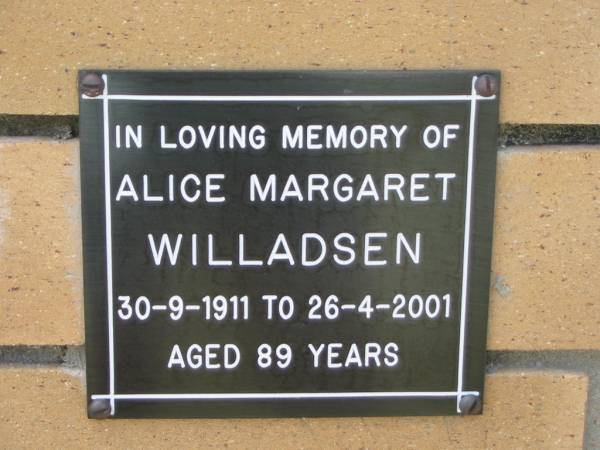 IN LOVING MEMORY OF
ALICE MARGARET
WILLADSEN
30-9-1911 TO 26-4-2001
AGED 89 YEARS